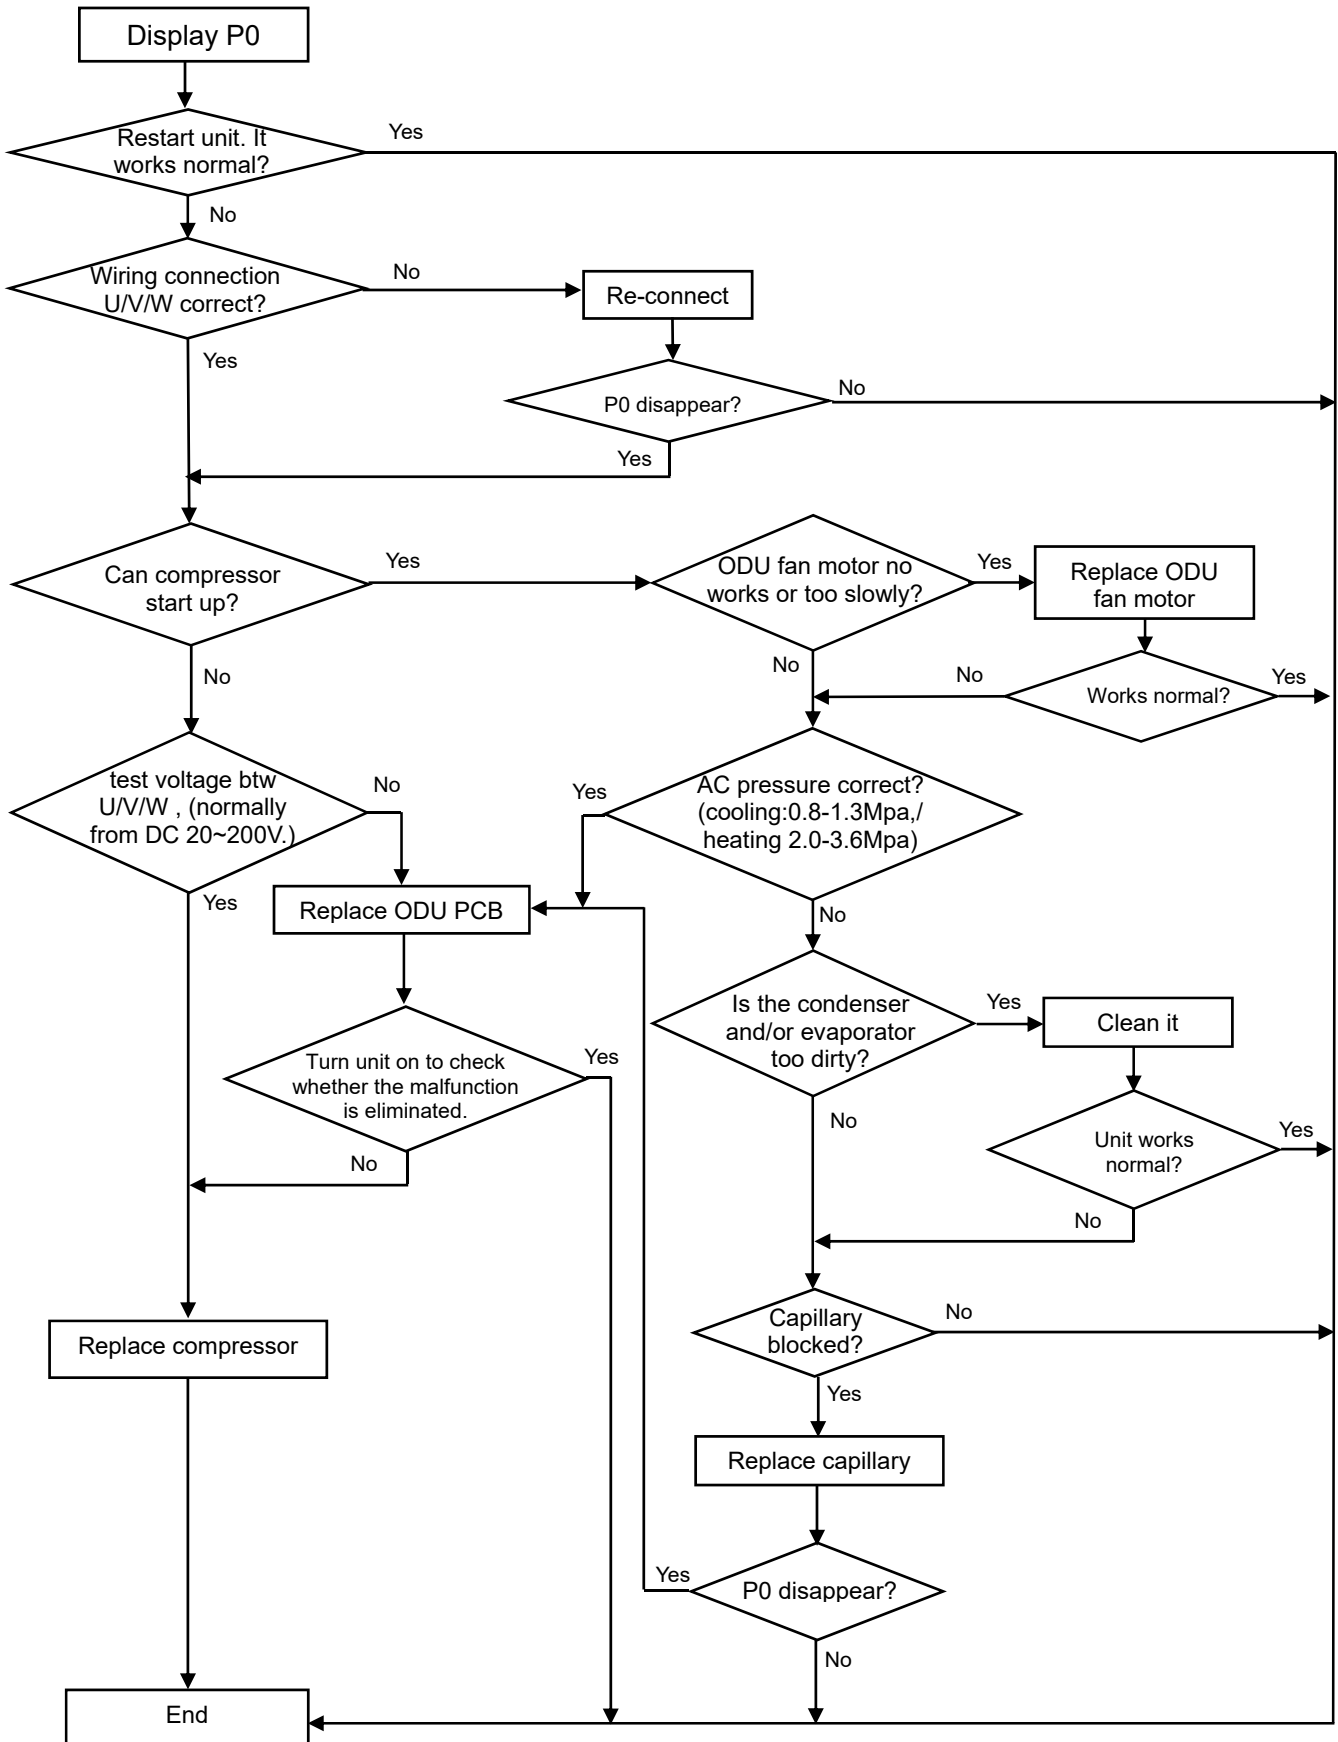 Display P0
Restart unit. It
works normal?
Yes
No
Wiring connection
U/V/W correct?
No
Re-connect
Yes
P0 disappear?
No
Yes
Can compressor
start up?
Yes
ODU fan motor no
works or too slowly?
Yes
Replace ODU
fan motor
No
No
No
Works normal?
Yes
test voltage btw
U/V/W , (normally
from DC 20~200V.)
No
Yes
AC pressure correct?
(cooling:0.8-1.3Mpa,/
heating 2.0-3.6Mpa)
Yes
Replace ODU PCB
No
Is the condenser
and/or evaporator
too dirty?
Yes
Clean it
Turn unit on to check
whether the malfunction
is eliminated.
Yes
No
No
Unit works
normal?
Yes
No
Capillary
blocked?
No
Replace compressor
Yes
Replace capillary
Yes
P0 disappear?
No
End